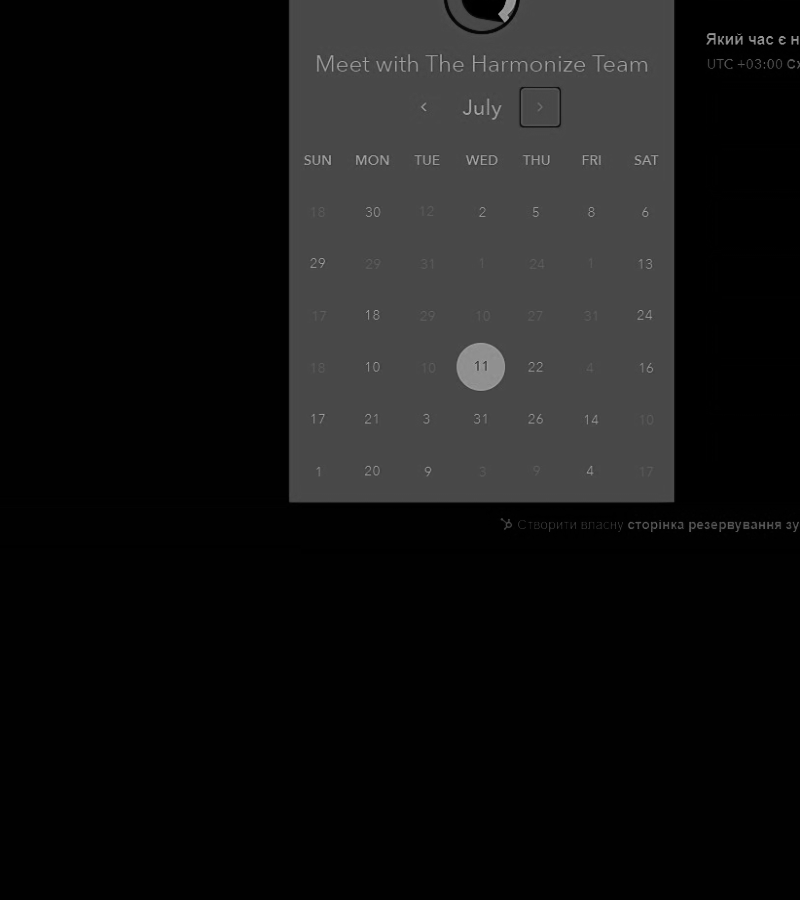 Який час є н
Meet with The Harmonize Team
UTC +03:00 Сх
July
SUN MON TUE WED THU FRI SAT
18 30 12 2 5 8 6
29 29 31 1 24 1 13
17 18 29 10 27 31 24
18 10 10 11 22 4 16
17 21 3 31 26 14 10
1 20 9 3 9 4 17
Створити власну сторінка резервування зу